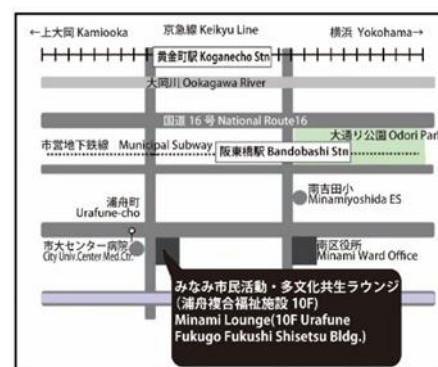 ←上大岡 Kamiooka
京急線 Keikyu Line
横浜 Yokohama→
黄金町駅 Koganecho Stn
大岡川 Ookagawa River
国道 16 号 National Route16
大通り公園 Odori Park
市営地下鉄線 Municipal Subway
阪東橋駅 Bandobashi Stn
南吉田小
Minamiyoshida ES
浦舟町
Urafune-cho
市大センター病院
City Univ.Center Med.Ctr.
南区役所
Minami Ward Office
みなみ市民活動・多文化共生ラウンジ
（浦舟複合福祉施設 10F）
Minami Lounge(10F Urafune
Fukugo Fukushi Shisetsu Bldg.)